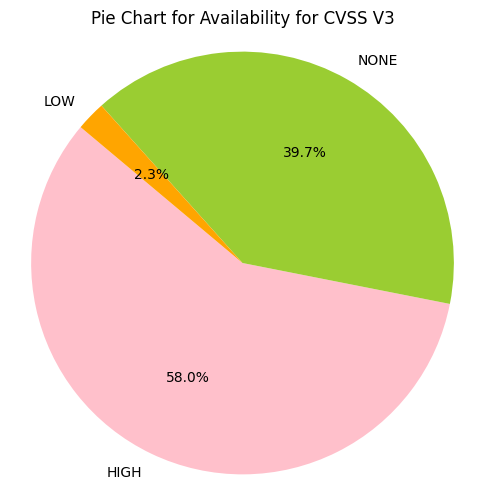 Pie Chart for Availability for CVSS V3
NONE
LOW
39.7%
2.3%
58.0%
HIGH